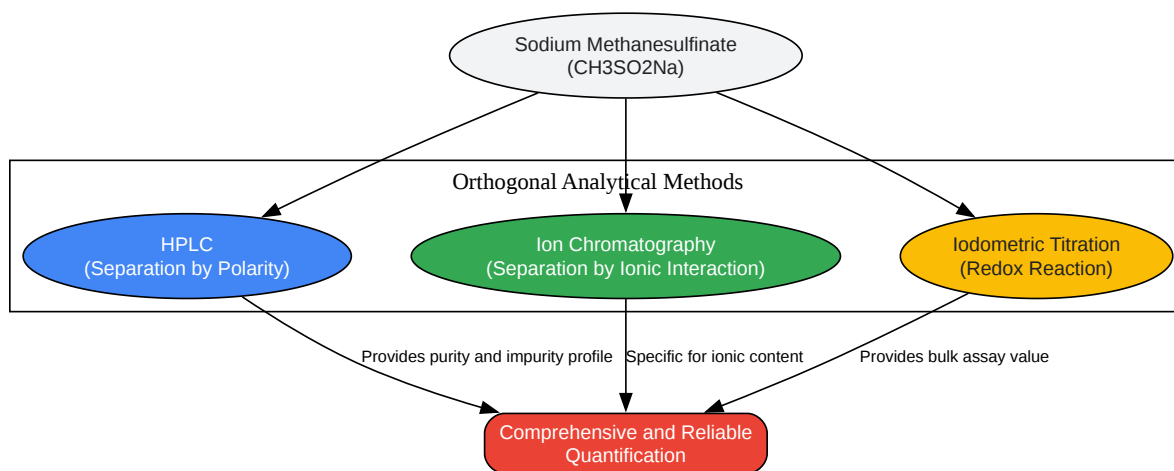 Sodium Methanesulfinate
(CH3SO2Na)
Orthogonal Analytical Methods
HPLC
(Separation by Polarity)
Ion Chromatography
(Separation by Ionic Interaction)
Iodometric Titration
(Redox Reaction)
Provides purity and impurity profile
Specific for ionic content
Provides bulk assay value
Comprehensive and Reliable
Quantification